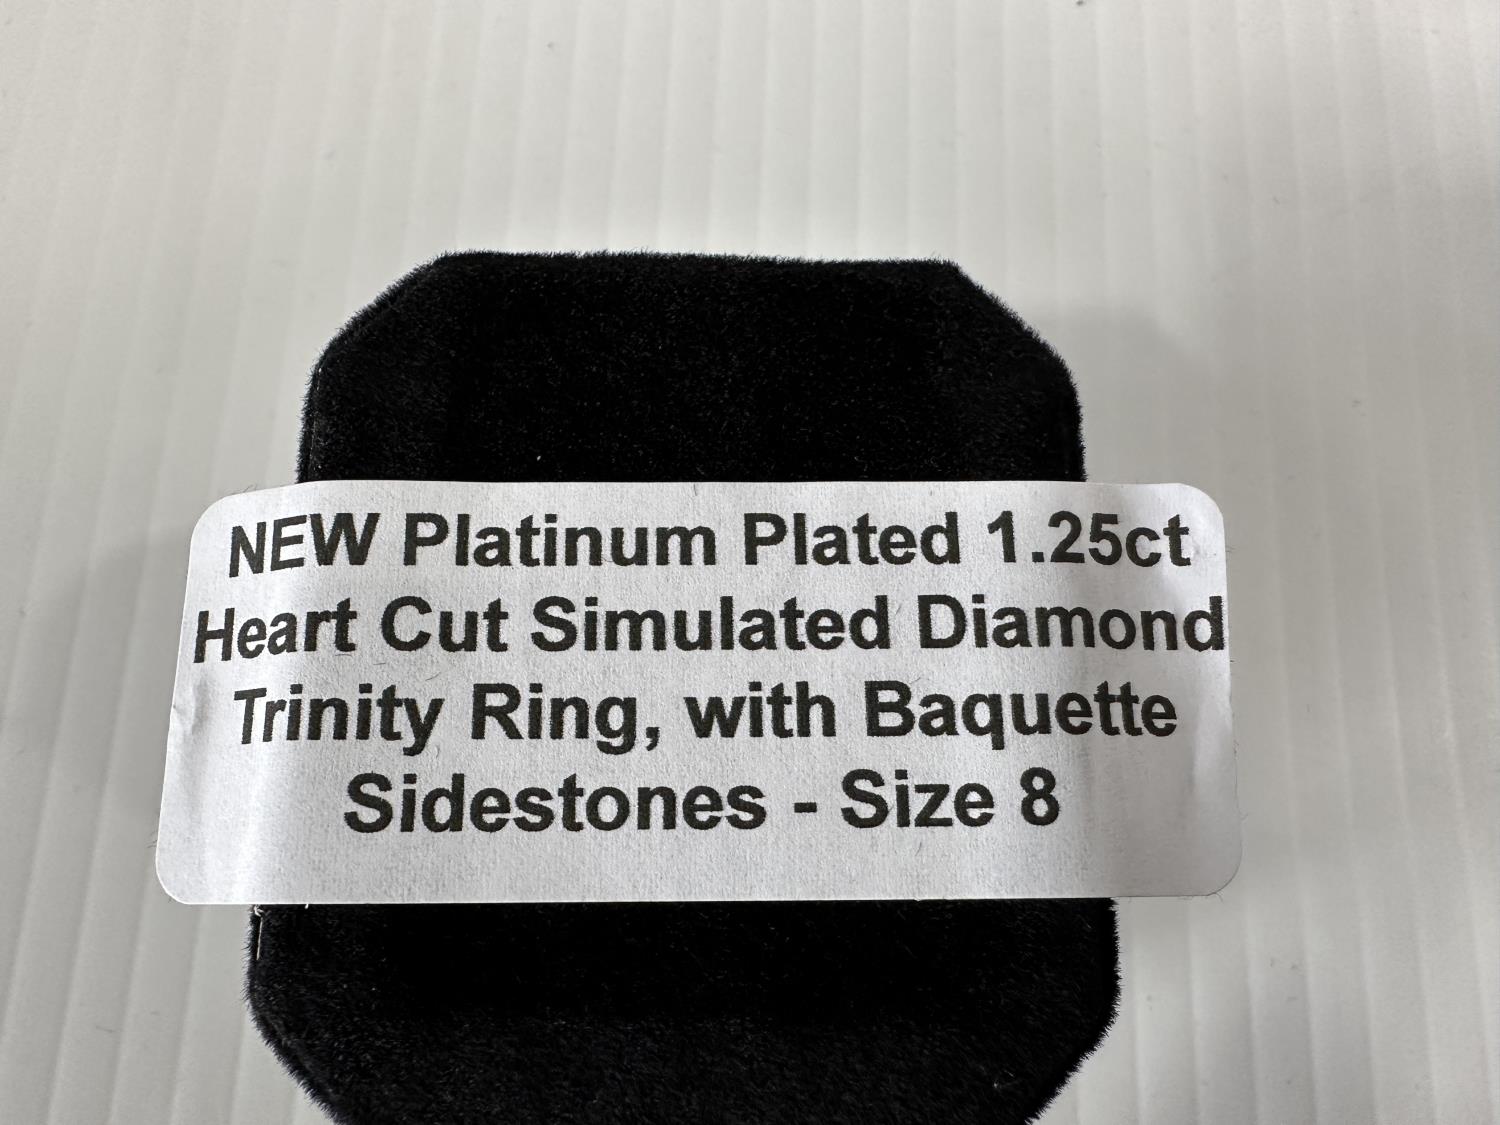 NEW Platinum Plated 1.25ct
Heart Cut Simulated Diamond
Trinity Ring, with Baquette
Sidestones - Size 8